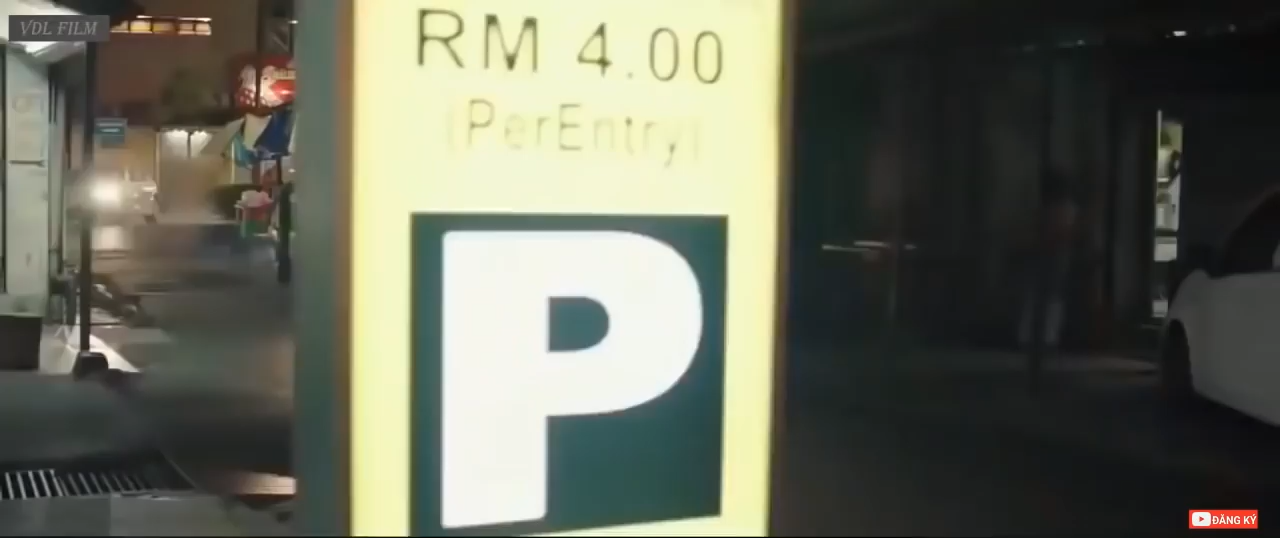 VDL FILM
RM 4.00
(PerEntry)
P
ĐĂNG KÝ